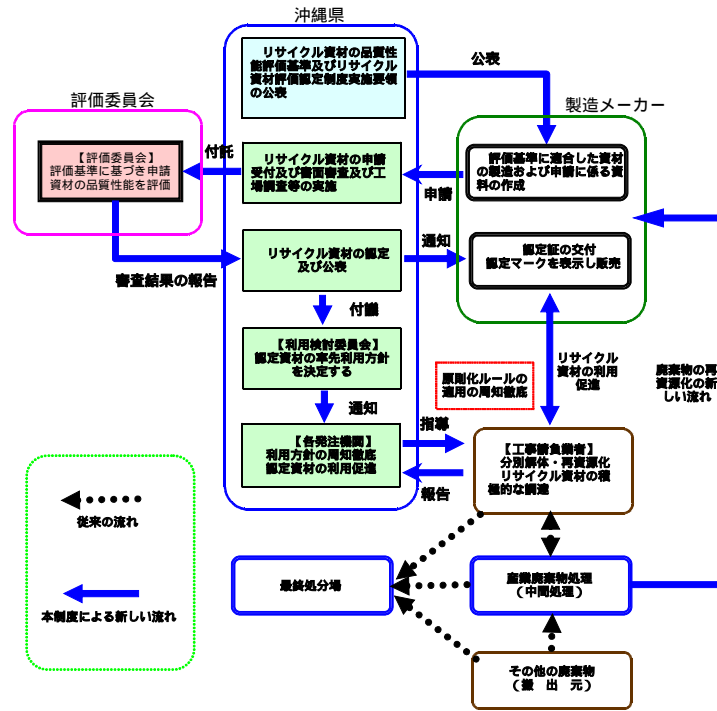 沖縄県
リサイクル資材の品質性
能評価基準及びリサイクル
資材評価認定制度実施要領
の公表
公表
評価委員会
製造メーカー
【評価委員会】
評価基準に基づき申請
資材の品質性能を評価
付託
リサイクル資材の申請
受付及び書面審査及び工
場調査等の実施
申請
評価基準に適合した資材
の製造および申請に係る資
料の作成
審査結果の報告
リサイクル資材の認定
及び公表
通知
認定証の交付
認定マークを表示し販売
付議
【利用検討委員会】
認定資材の率先利用方針
を決定する
原則化ルールの
適用の周知徹底
リサイクル
資材の利用
促進
廃棄物の再
資源化の新
しい流れ
通知
【各発注機関】
利用方針の周知徹底
認定資材の利用促進
指導
報告
【工事請負業者】
分別解体・再資源化
リサイクル資材の積
極的な調達
従来の流れ
本制度による新しい流れ
最終処分場
産業廃棄物処理
（中間処理）
その他の廃棄物
（搬　出　元）